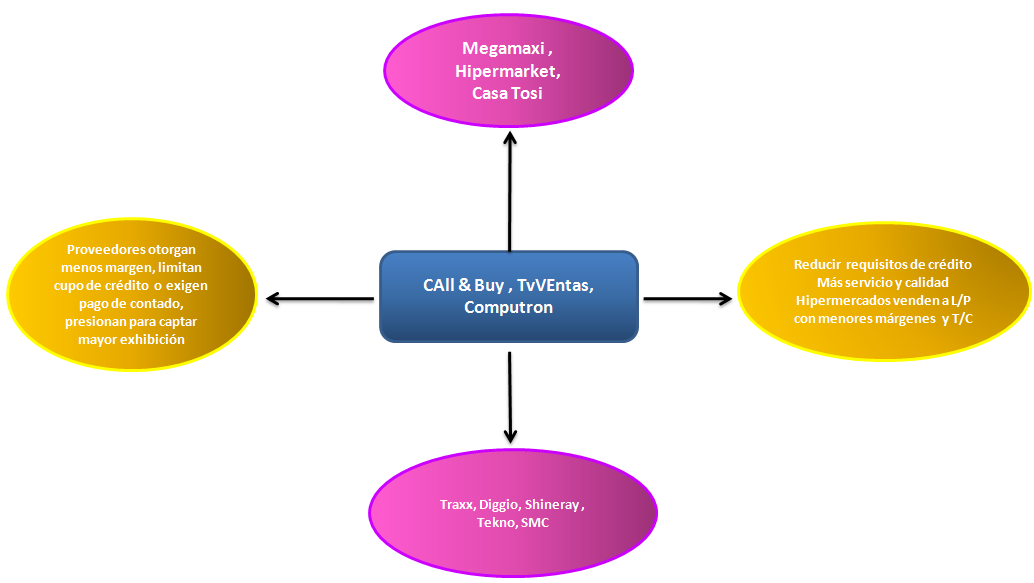 Megamaxi ,
Hipermarket,
Casa Tosi
Proveedores otorgan
menos margen, limitan
cupo de crédito o exigen
pago de contado,
presionan para captar
mayor exhibición
CAll & Buy , TvVEntas,
Computron
Reducir requisitos de crédito
Más servicio y calidad
Hipermercados venden a L/P
con menores márgenes y T/C
Traxx, Diggio, Shineray ,
Tekno, SMC